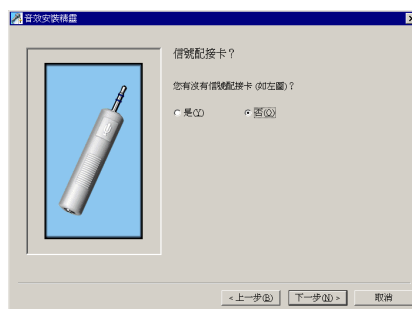 音效安裝精靈
信號配接卡？
您有沒有信號配接卡 (如左圖)？
是(Y) 否(O)
<上一步(B) 下一步(N)> 取消